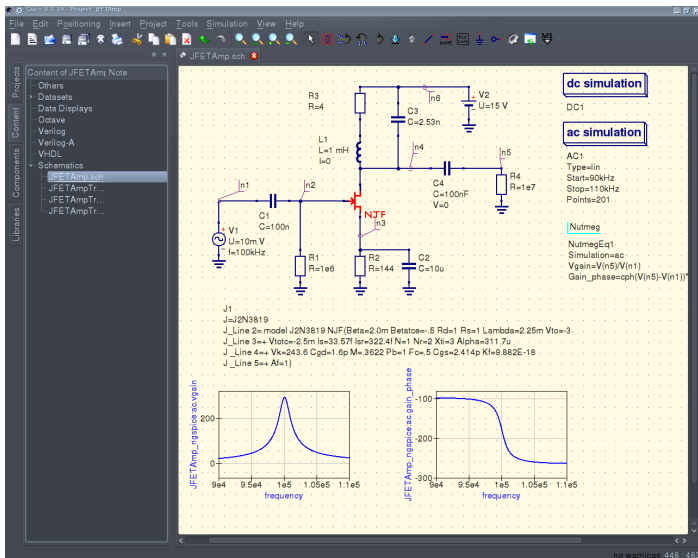 Qucs 0.0.19 - Project: JFETAmp
File Edit Positioning Insert Project Tools Simulation View Help
JFETAmp.sch
Content of JFETAmp Note
Others
Datasets
Data Displays
Octave
Verilog
Verilog-A
VHDL
Schematics
JFETAmp.sch
JFETAmpTr...
JFETAmpTr...
JFETAmpTr...
Projects
Content
Components
Libraries
R3
R=4
n6
V2
U=15 V
C3
C=2.53n
L1
L=1 mH
I=0
n4
n5
C4
C=100nF
V=0
R4
R=1e7
n1
n2
C1
C=100n
NJF
n3
V1
U=10m V
f=100kHz
R1
R=1e6
R2
R=144
C2
C=10u
dc simulation
DC1
ac simulation
AC1
Type=lin
Start=90kHz
Stop=110kHz
Points=201
Nutmeg
NutmegEq1
Simulation=ac
Vgain=V(n5)/V(n1)
Gain_phase=cph(V(n5)-V(n1))*
J1
J=J2N3819
J_Line 2=.model J2N3819 NJF(Beta=2.0m Betatce=-.5 Rd=1 Rs=1 Lambda=2.25m Vto=-3
J_Line 3=+ Vtotc=-2.5m Is=33.57f Isr=322.4f N=1 Nr=2 Xti=3 Alpha=311.7u
J_Line 4=+ Vk=243.6 Cgd=1.6p M=.3622 Pb=1 Fc=.5 Cgs=2.414p Kf=9.882E-18
J_Line 5=+ Af=1)
JFETAmp_ngspice:ac.vgain
200
0
9e4 9.5e4 1e5 1.05e5 1.1e5
frequency
JFETAmp_ngspice:ac.gain_phase
-100
-200
-300
9e4 9.5e4 1e5 1.05e5 1.1e5
frequency
no warnings